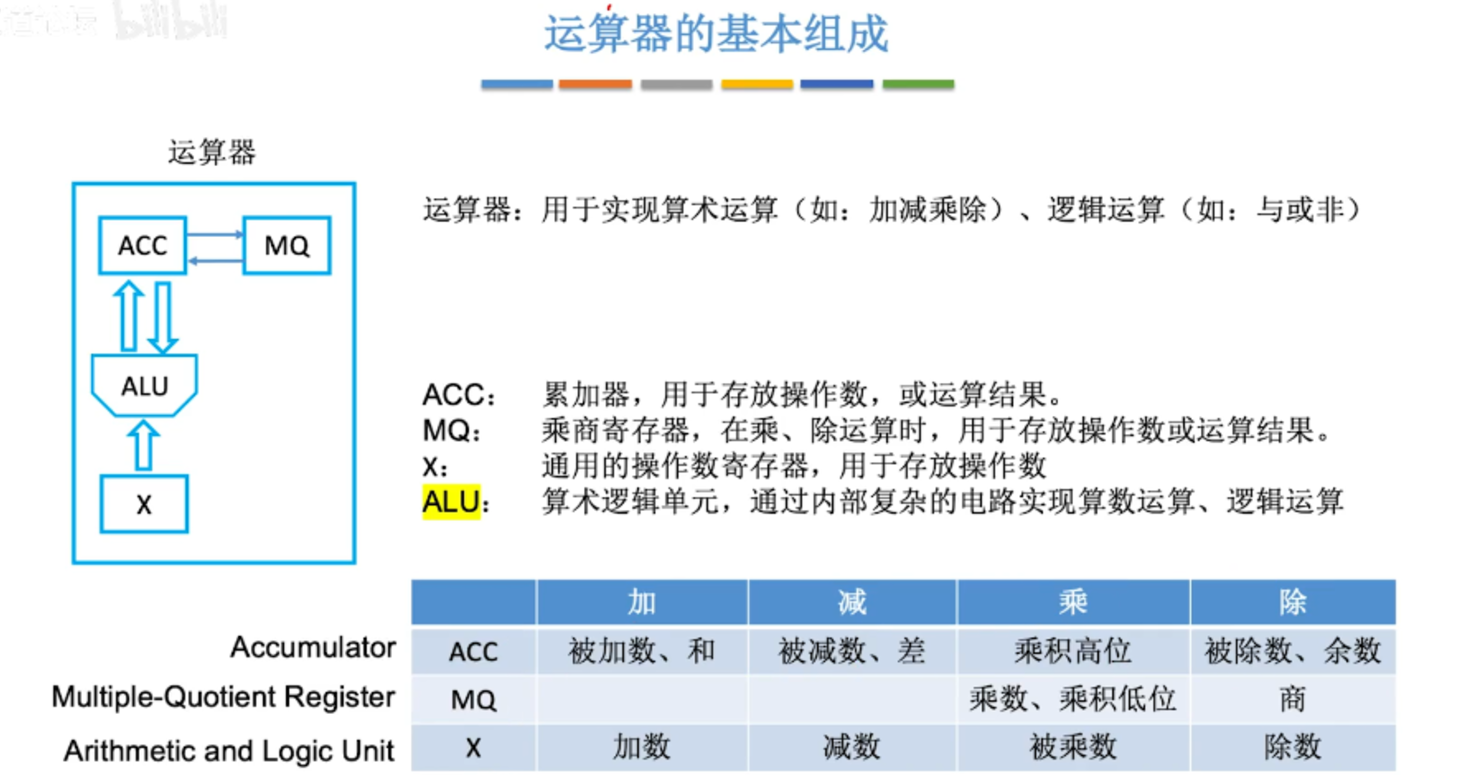 bilibili
运算器的基本组成
运算器
ACC
MQ
ALU
X
运算器：用于实现算术运算（如：加减乘除）、逻辑运算（如：与或非）
ACC： 累加器，用于存放操作数，或运算结果。
MQ： 乘商寄存器，在乘、除运算时，用于存放操作数或运算结果。
X： 通用的操作数寄存器，用于存放操作数
ALU： 算术逻辑单元，通过内部复杂的电路实现算数运算、逻辑运算
加 减 乘 除
Accumulator ACC 被加数、和 被减数、差 乘积高位 被除数、余数
Multiple-Quotient Register MQ 乘数、乘积低位 商
Arithmetic and Logic Unit X 加数 减数 被乘数 除数